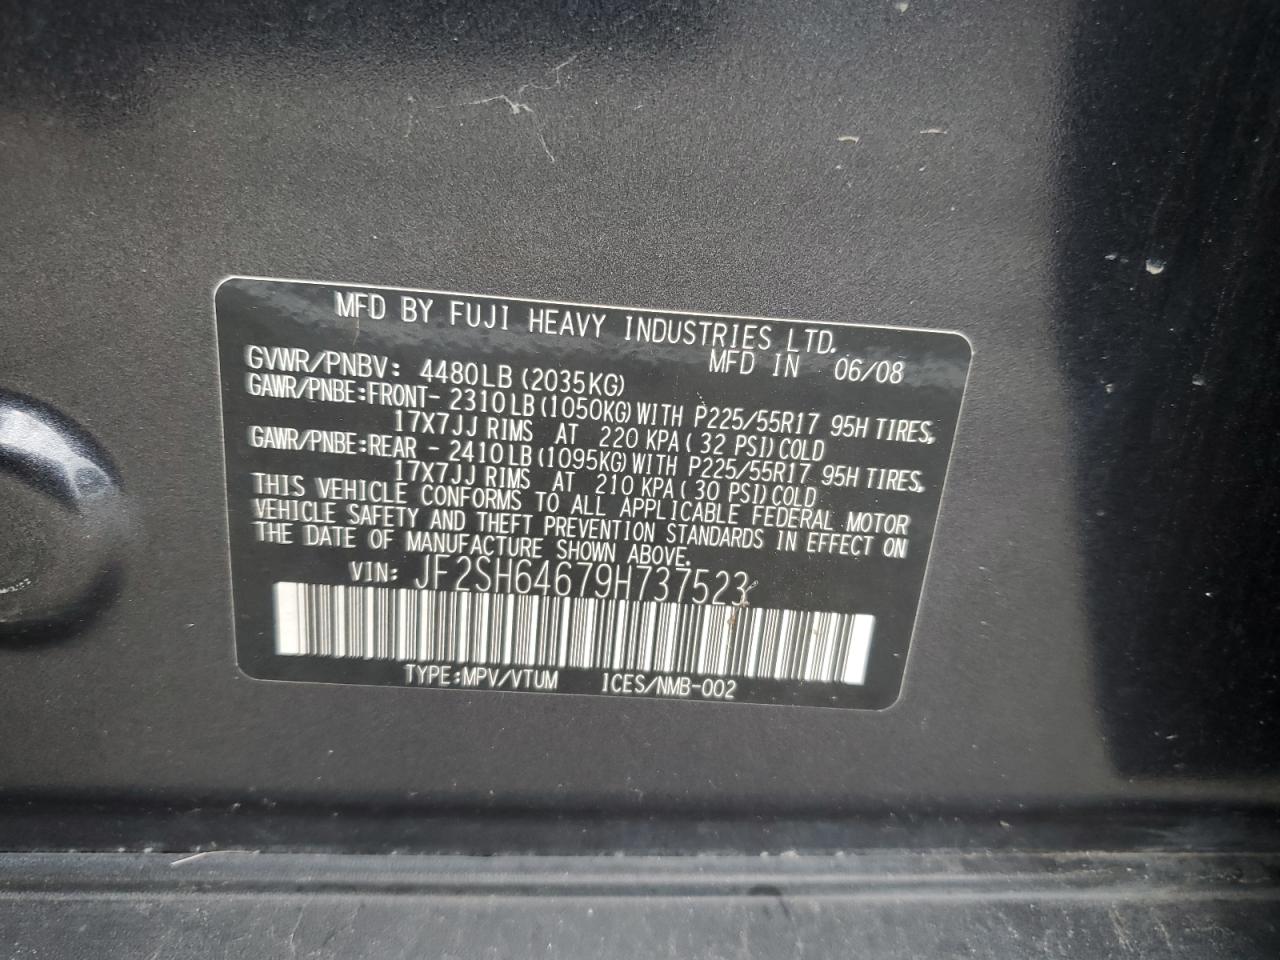 MFD BY FUJI HEAVY INDUSTRIES LTD.
MFD IN 06/08
GVWR/PNBV: 4480LB (2035KG)
GAWR/PNBE:FRONT- 2310LB(1050KG)WITH P225/55R17 95H TIRES,
17X7JJ RIMS AT 220 KPA( 32 PSI)COLD
GAWR/PNBE:REAR - 2410LB(1095KG)WITH P225/55R17 95H TIRES,
17X7JJ RIMS AT 210 KPA( 30 PSI)COLD
THIS VEHICLE CONFORMS TO ALL APPLICABLE FEDERAL MOTOR
VEHICLE SAFETY AND THEFT PREVENTION STANDARDS IN EFFECT ON
THE DATE OF MANUFACTURE SHOWN ABOVE.
VIN: JF2SH64679H737523
TYPE:MPV/VTUM ICES/NMB-002